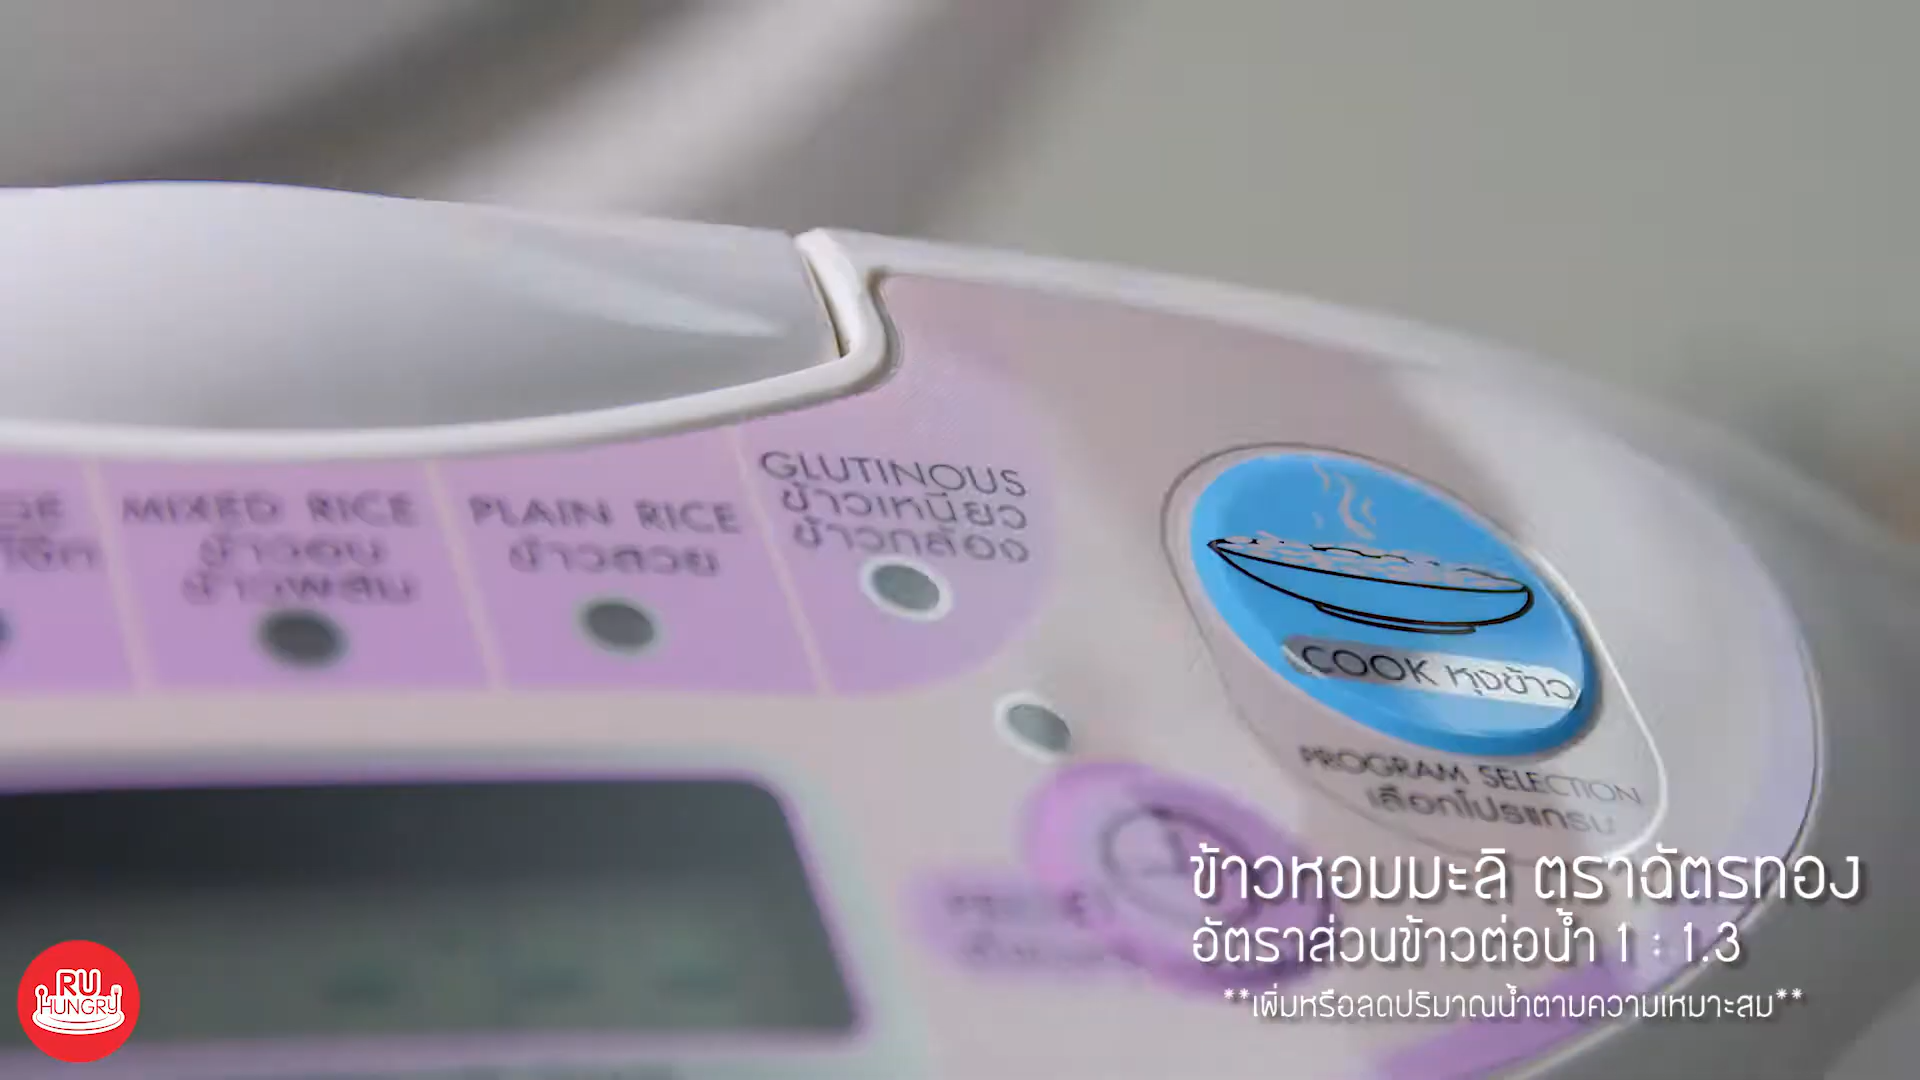 MIXED RICE
ข้าวอบ
ข้าวผสม
PLAIN RICE
ข้าวสวย
GLUTINOUS
ข้าวเหนียว
ข้าวกล้อง
COOK หุงข้าว
PROGRAM SELECTION
เลือกโปรแกรม
ข้าวหอมมะลิ ตราฉัตรทอง
อัตราส่วนข้าวต่อน้ำ 1 : 1.3
**เพิ่มหรือลดปริมาณน้ำตามความเหมาะสม**
RU
HUNGRY